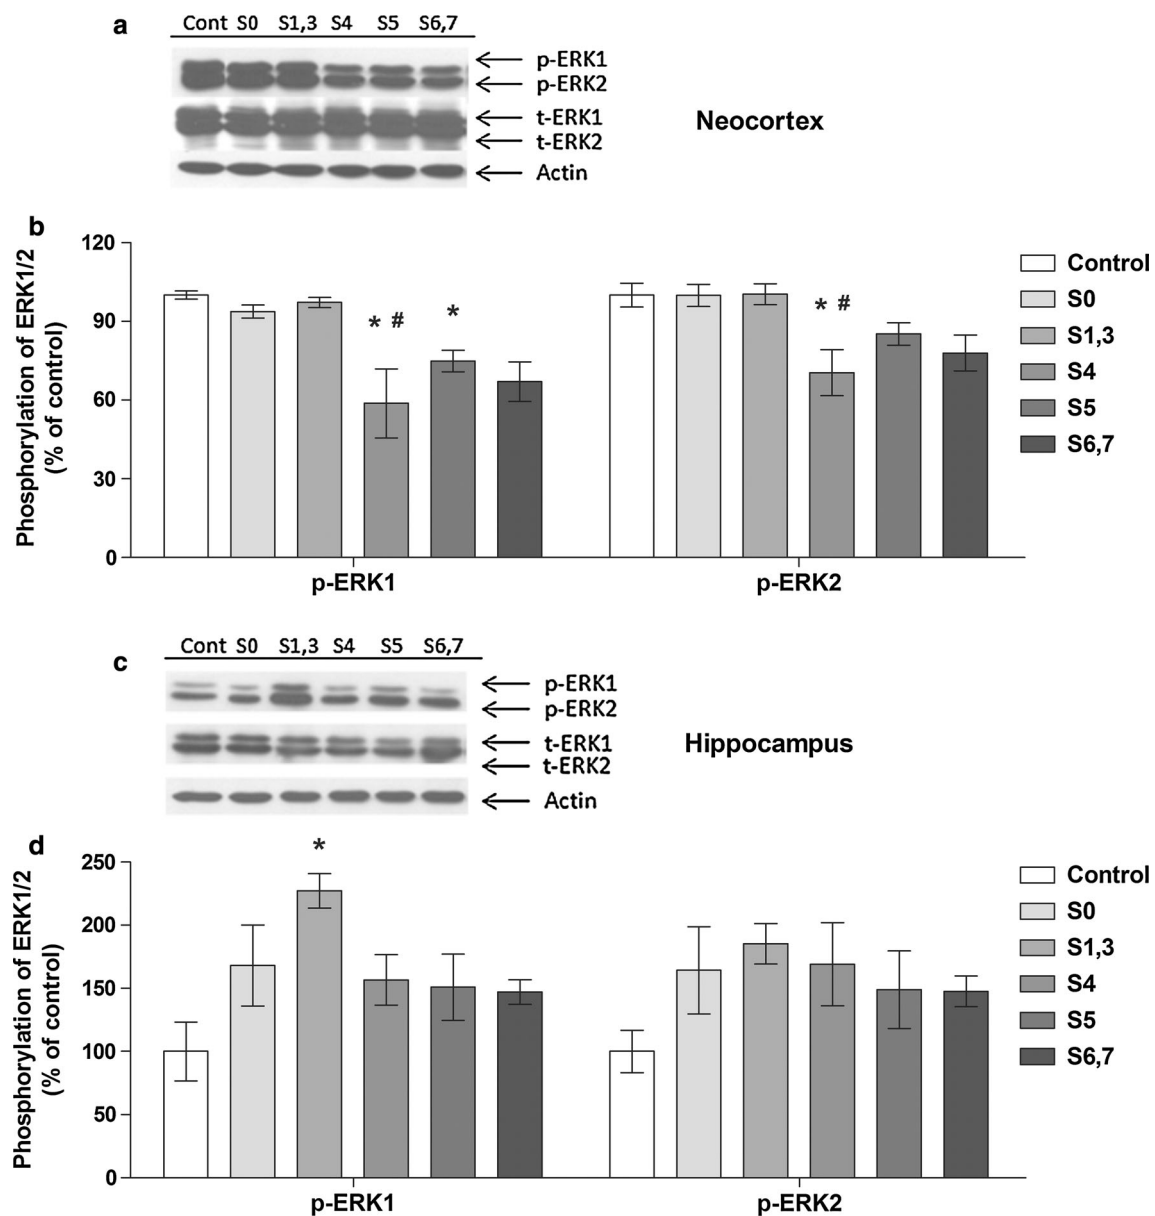 a
Cont S0 S1,3 S4 S5 S6,7
p-ERK1
p-ERK2
t-ERK1
t-ERK2
Actin
Neocortex
b
Phosphorylation of ERK1/2
(% of control)
120
90
60
30
0
* #
*
* #
p-ERK1
p-ERK2
Control
S0
S1,3
S4
S5
S6,7
c
Cont S0 S1,3 S4 S5 S6,7
p-ERK1
p-ERK2
t-ERK1
t-ERK2
Actin
Hippocampus
d
Phosphorylation of ERK1/2
(% of control)
250
200
150
100
50
0
*
p-ERK1
p-ERK2
Control
S0
S1,3
S4
S5
S6,7